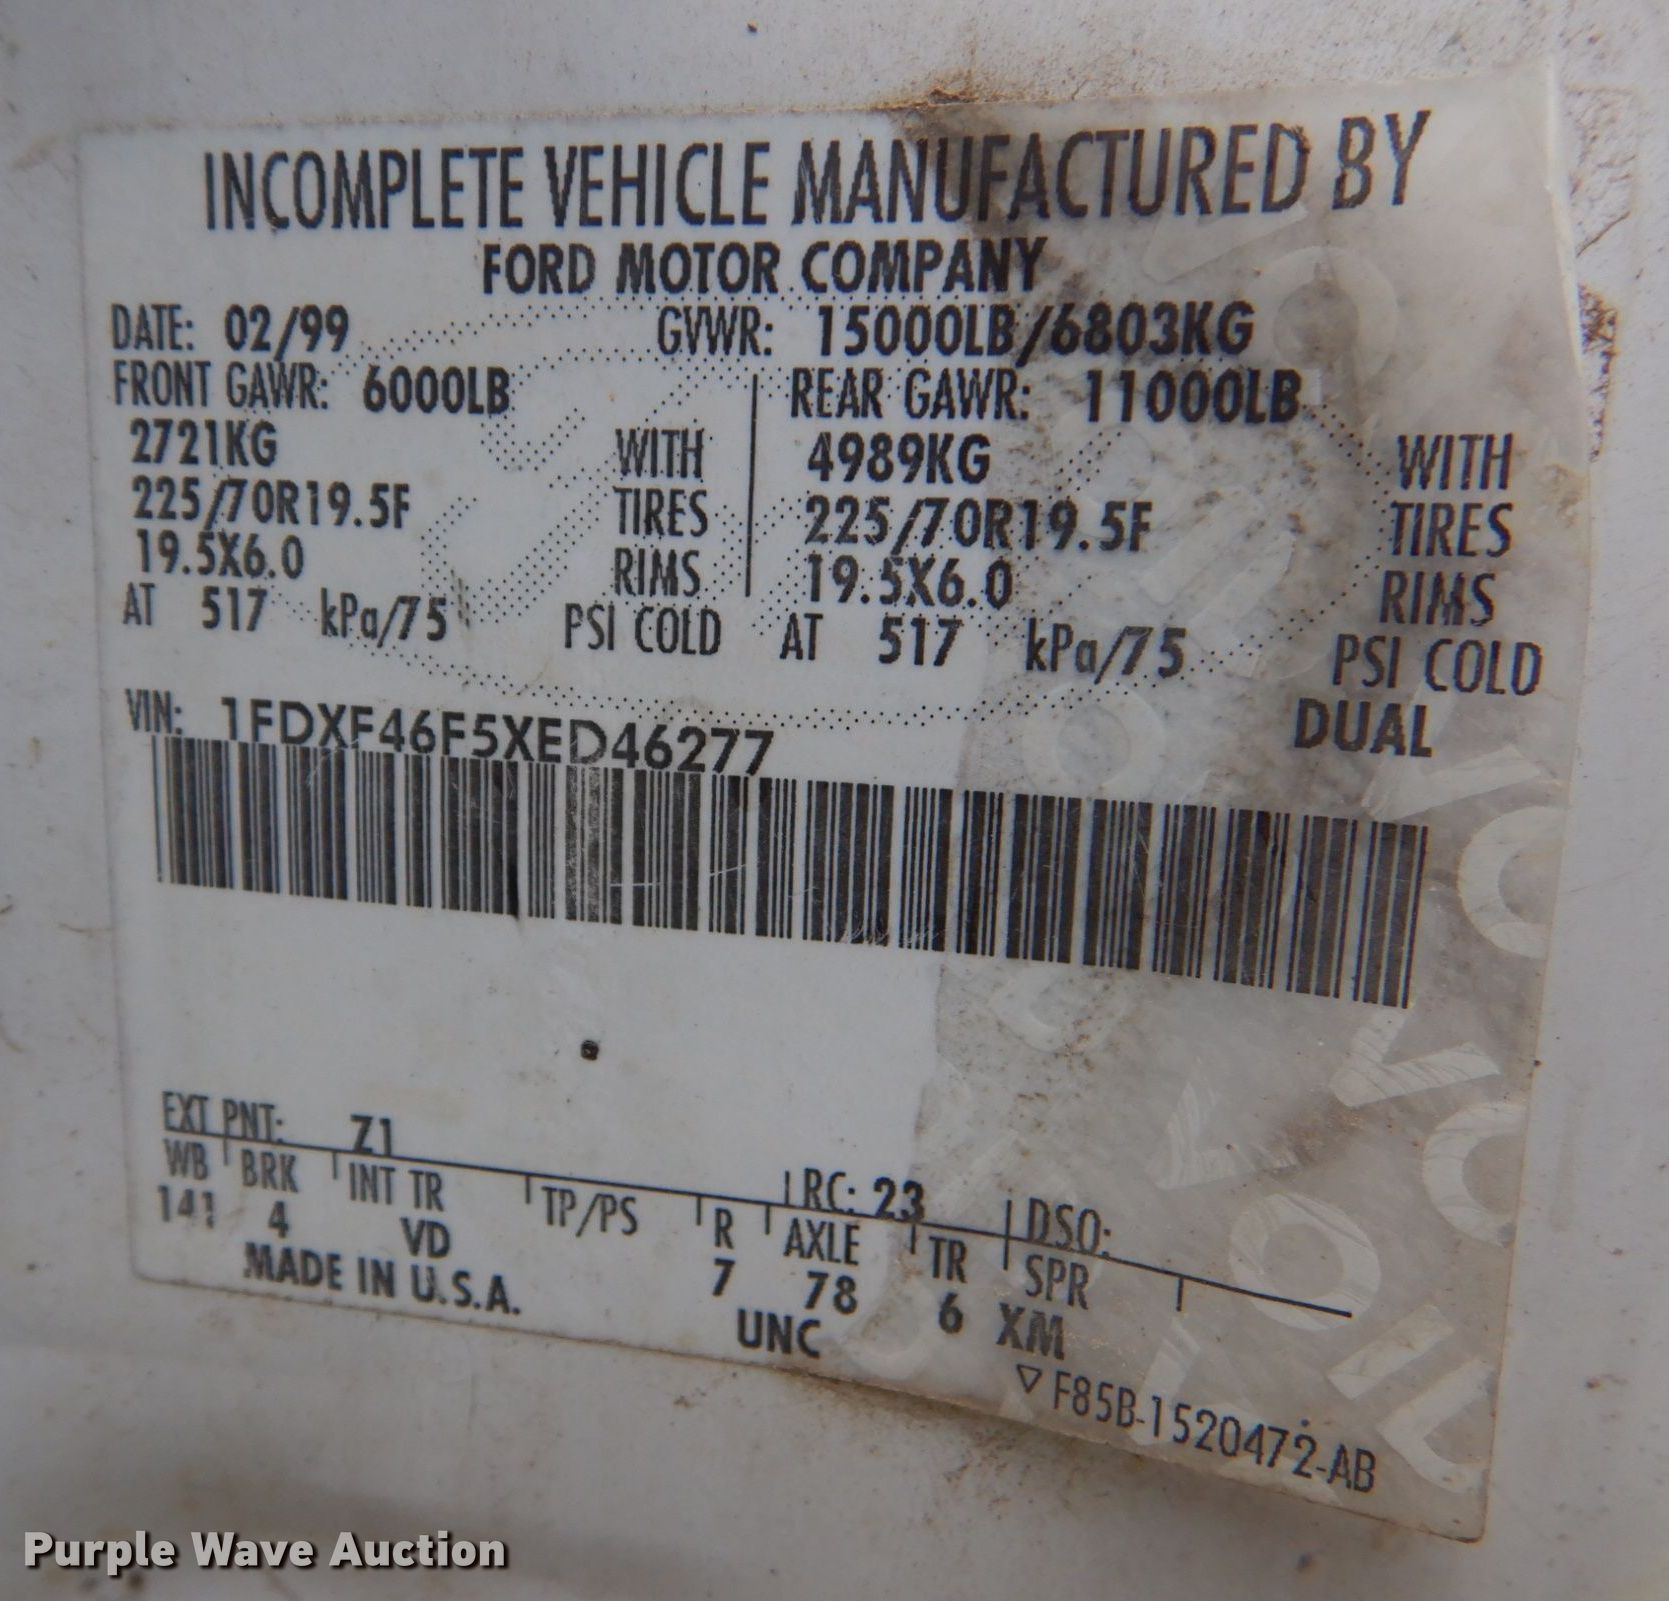 INCOMPLETE VEHICLE MANUFACTURED BY
FORD MOTOR COMPANY
DATE: 02/99 GVWR: 15000LB/6803KG
FRONT GAWR: 6000LB REAR GAWR: 11000LB
2721KG WITH 4989KG WITH
225/70R19.5F TIRES 225/70R19.5F TIRES
19.5X6.0 RIMS 19.5X6.0 RIMS
AT 517 kPa/75 PSI COLD AT 517 kPa/75 PSI COLD
DUAL
VIN: 1FDXF46F5XED46277
EXT PNT: Z1 RC: 23 DSO:
WB BRK INT TR TP/PS R AXLE TR SPR
141 4 VD 7 78 6 XM
MADE IN U.S.A. UNC
▽ F85B-1520472-AB
Purple Wave Auction